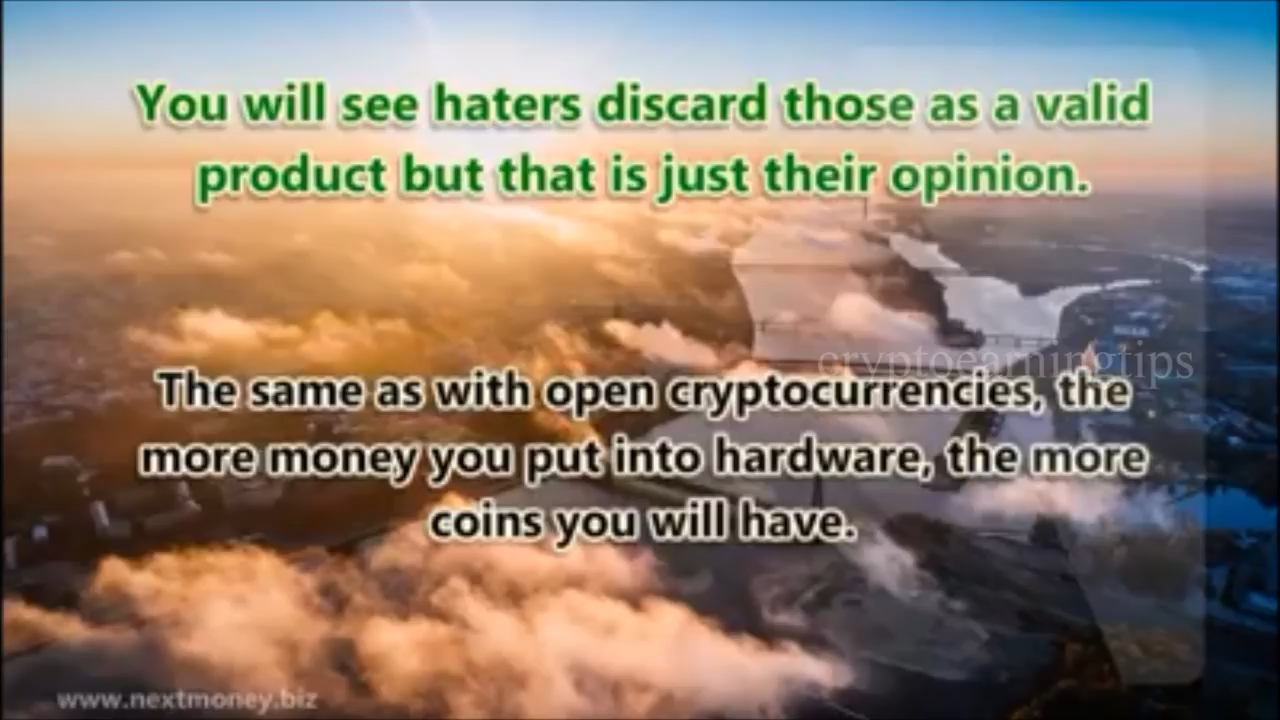 You will see haters discard those as a valid
product but that is just their opinion.
cryptoearningtips
The same as with open cryptocurrencies, the
more money you put into hardware, the more
coins you will have.
www.nextmoney.biz